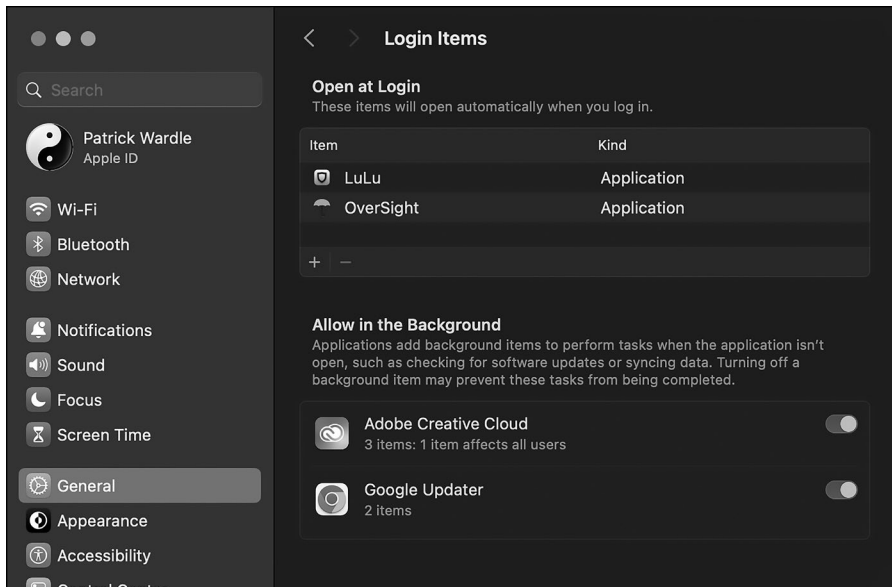 Login Items
Search
Patrick Wardle
Apple ID
Wi-Fi
Bluetooth
Network
Notifications
Sound
Focus
Screen Time
General
Appearance
Accessibility
Open at Login
These items will open automatically when you log in.
Item Kind
LuLu Application
OverSight Application
+ −
Allow in the Background
Applications add background items to perform tasks when the application isn’t
open, such as checking for software updates or syncing data. Turning off a
background item may prevent these tasks from being completed.
Adobe Creative Cloud
3 items: 1 item affects all users
Google Updater
2 items